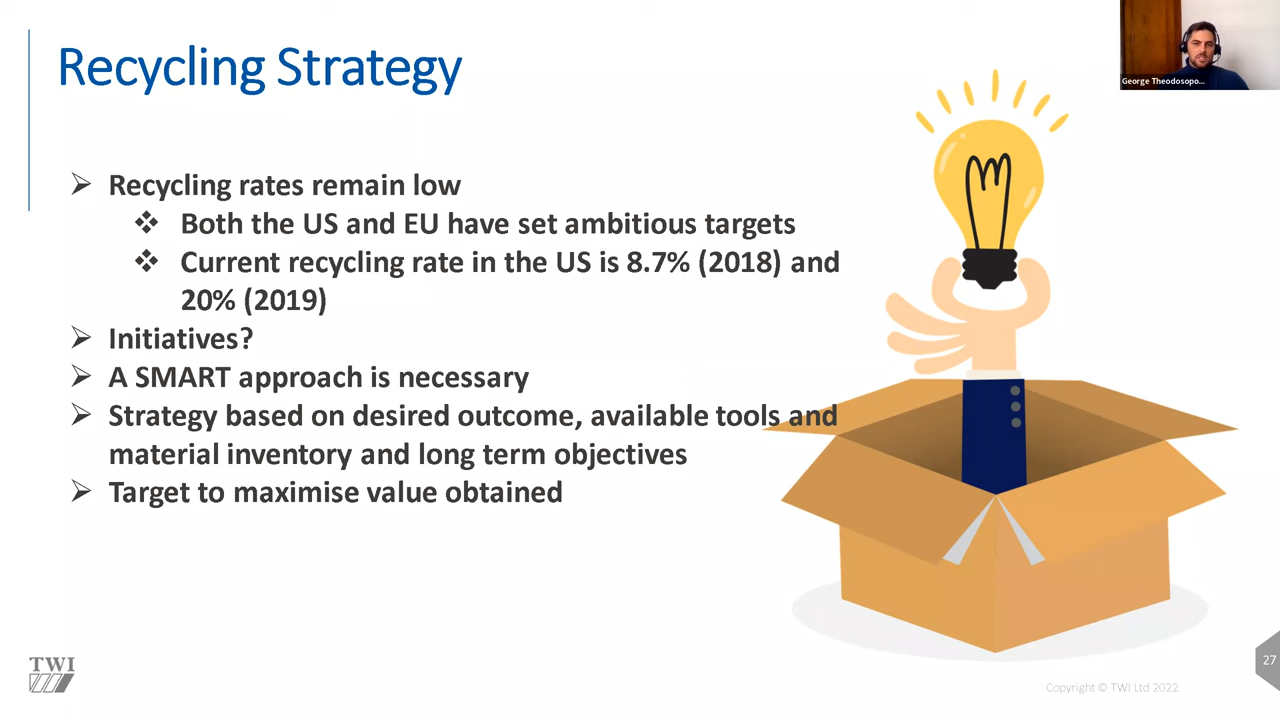 Recycling Strategy
George Theodosopo...
Recycling rates remain low
Both the US and EU have set ambitious targets
Current recycling rate in the US is 8.7% (2018) and
20% (2019)
Initiatives?
A SMART approach is necessary
Strategy based on desired outcome, available tools and
material inventory and long term objectives
Target to maximise value obtained
TWI
27
Copyright © TWI Ltd 2022